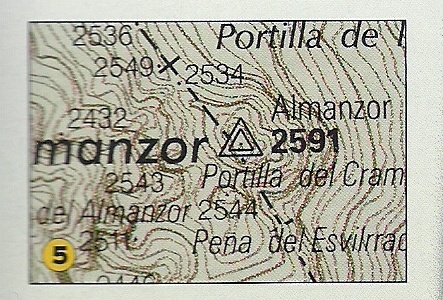 2536 Portilla de
2549 2534
2432 Almanzor
manzor 2591
2543 Portilla del Cram
del Almanzor 2544
2511 Peña del Esvilrrad
5